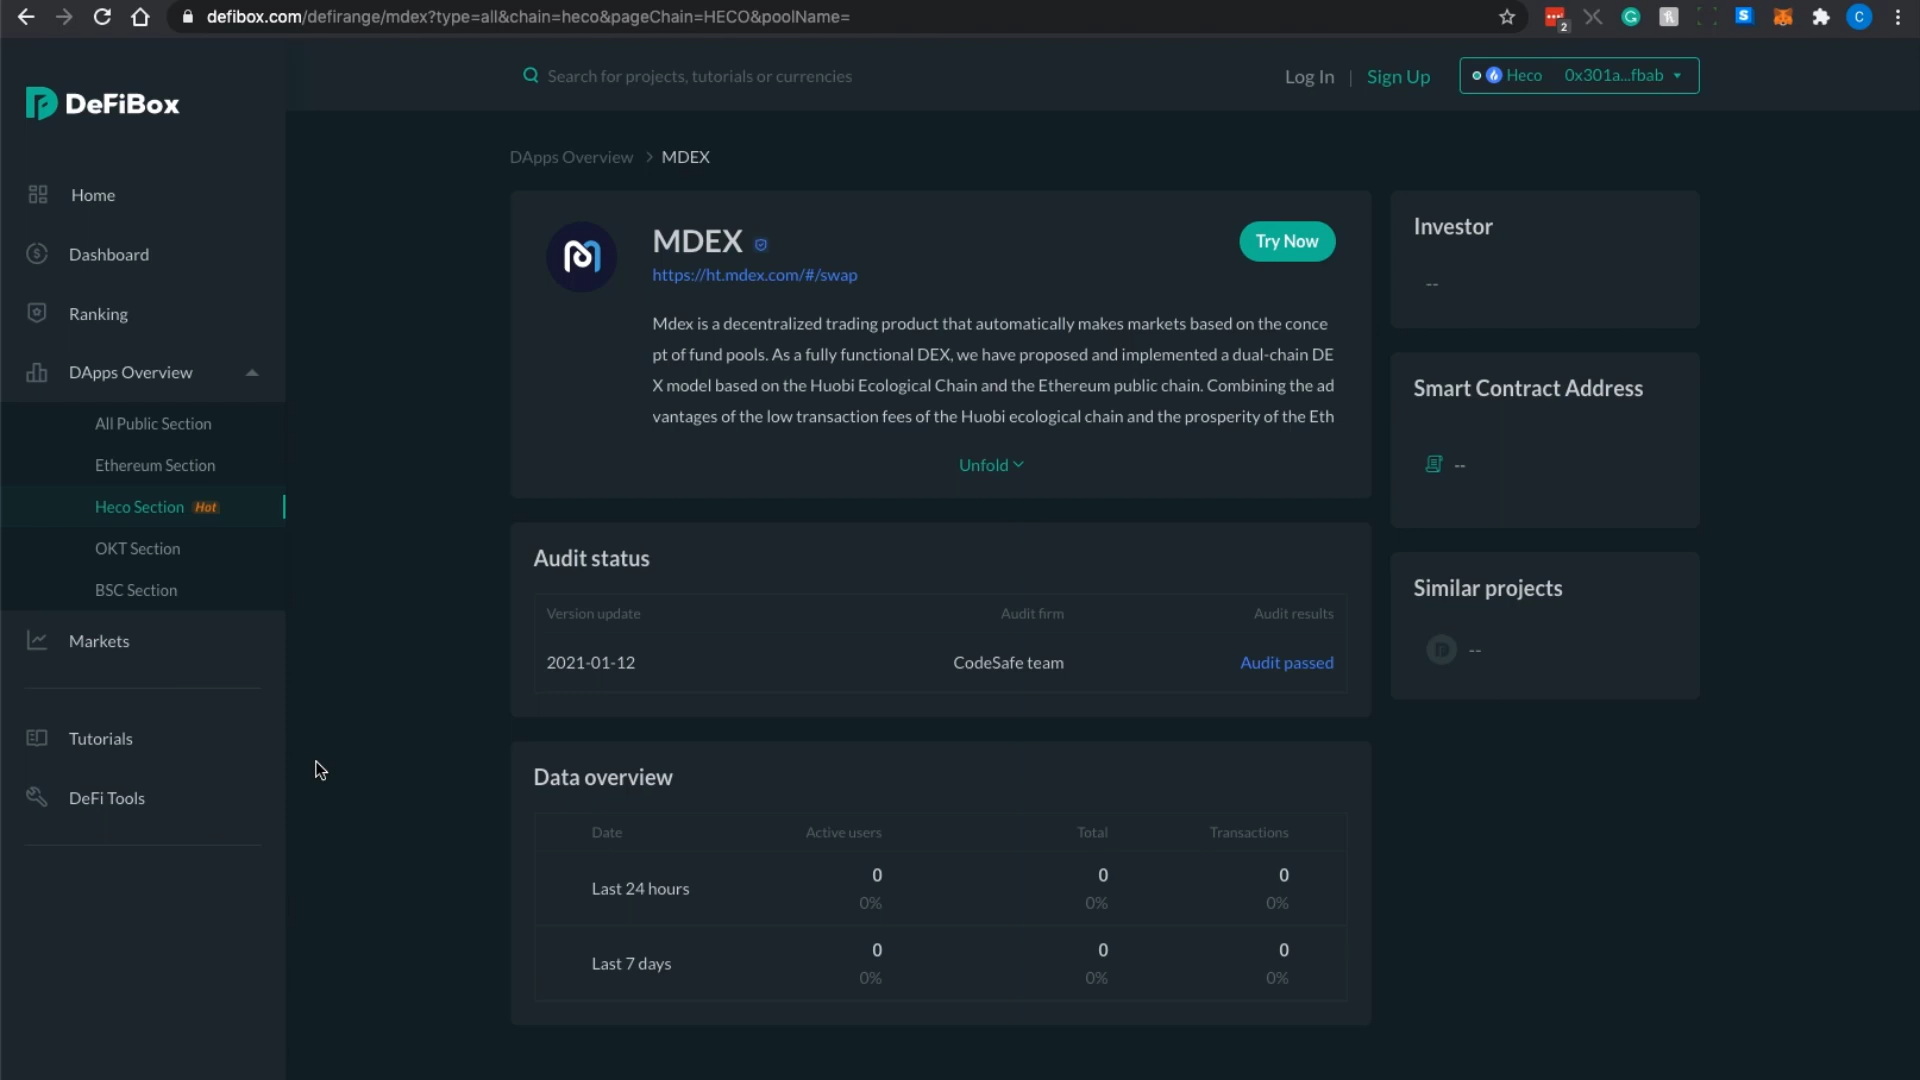 defibox.com/defirange/mdex?type=all&chain=heco&pageChain=HECO&poolName=
2
C
DeFiBox
Search for projects, tutorials or currencies
Log In | Sign Up
Heco 0x301a...fbab
Home
Dashboard
Ranking
DApps Overview
All Public Section
Ethereum Section
Heco Section Hot
OKT Section
BSC Section
Markets
Tutorials
DeFi Tools
DApps Overview > MDEX
MDEX
Try Now
https://ht.mdex.com/#/swap
Mdex is a decentralized trading product that automatically makes markets based on the conce
pt of fund pools. As a fully functional DEX, we have proposed and implemented a dual-chain DE
X model based on the Huobi Ecological Chain and the Ethereum public chain. Combining the ad
vantages of the low transaction fees of the Huobi ecological chain and the prosperity of the Eth
Unfold
Audit status
Version update Audit firm Audit results
2021-01-12 CodeSafe team Audit passed
Data overview
Date Active users Total Transactions
Last 24 hours 0 0 0
0% 0% 0%
Last 7 days 0 0 0
0% 0% 0%
Investor
--
Smart Contract Address
--
Similar projects
--